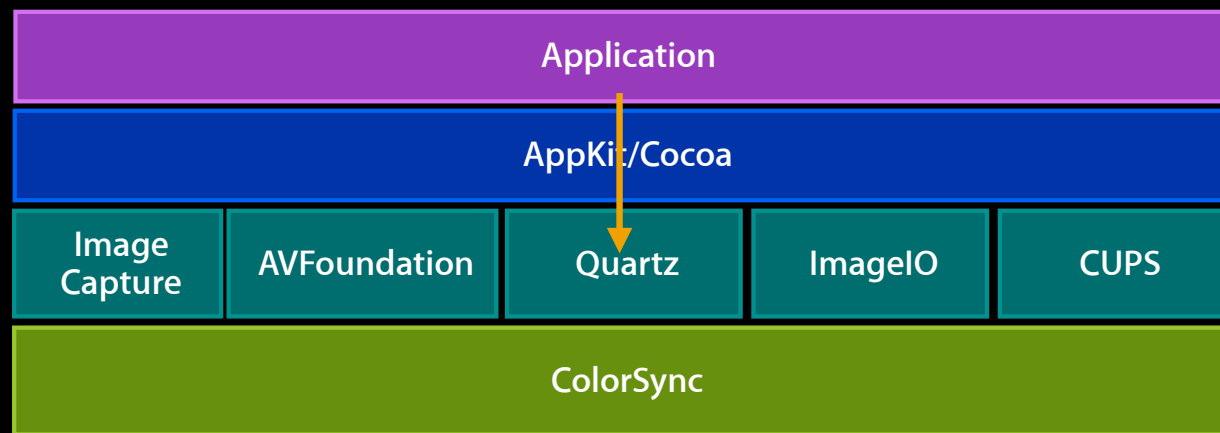 Application
AppKit/Cocoa
Image
Capture
AVFoundation
Quartz
ImageIO
CUPS
ColorSync